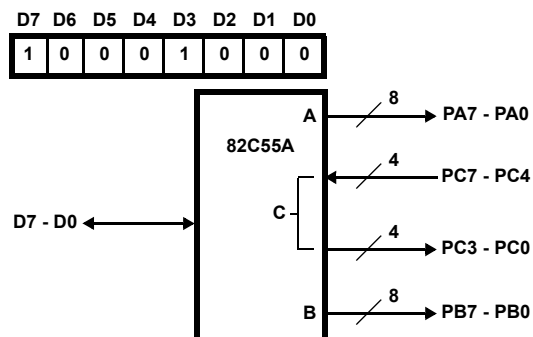 D7 D6 D5 D4 D3 D2 D1 D0
1 0 0 0 1 0 0 0
8
A PA7 - PA0
82C55A
4
PC7 - PC4
C
D7 - D0
4
PC3 - PC0
8
B PB7 - PB0